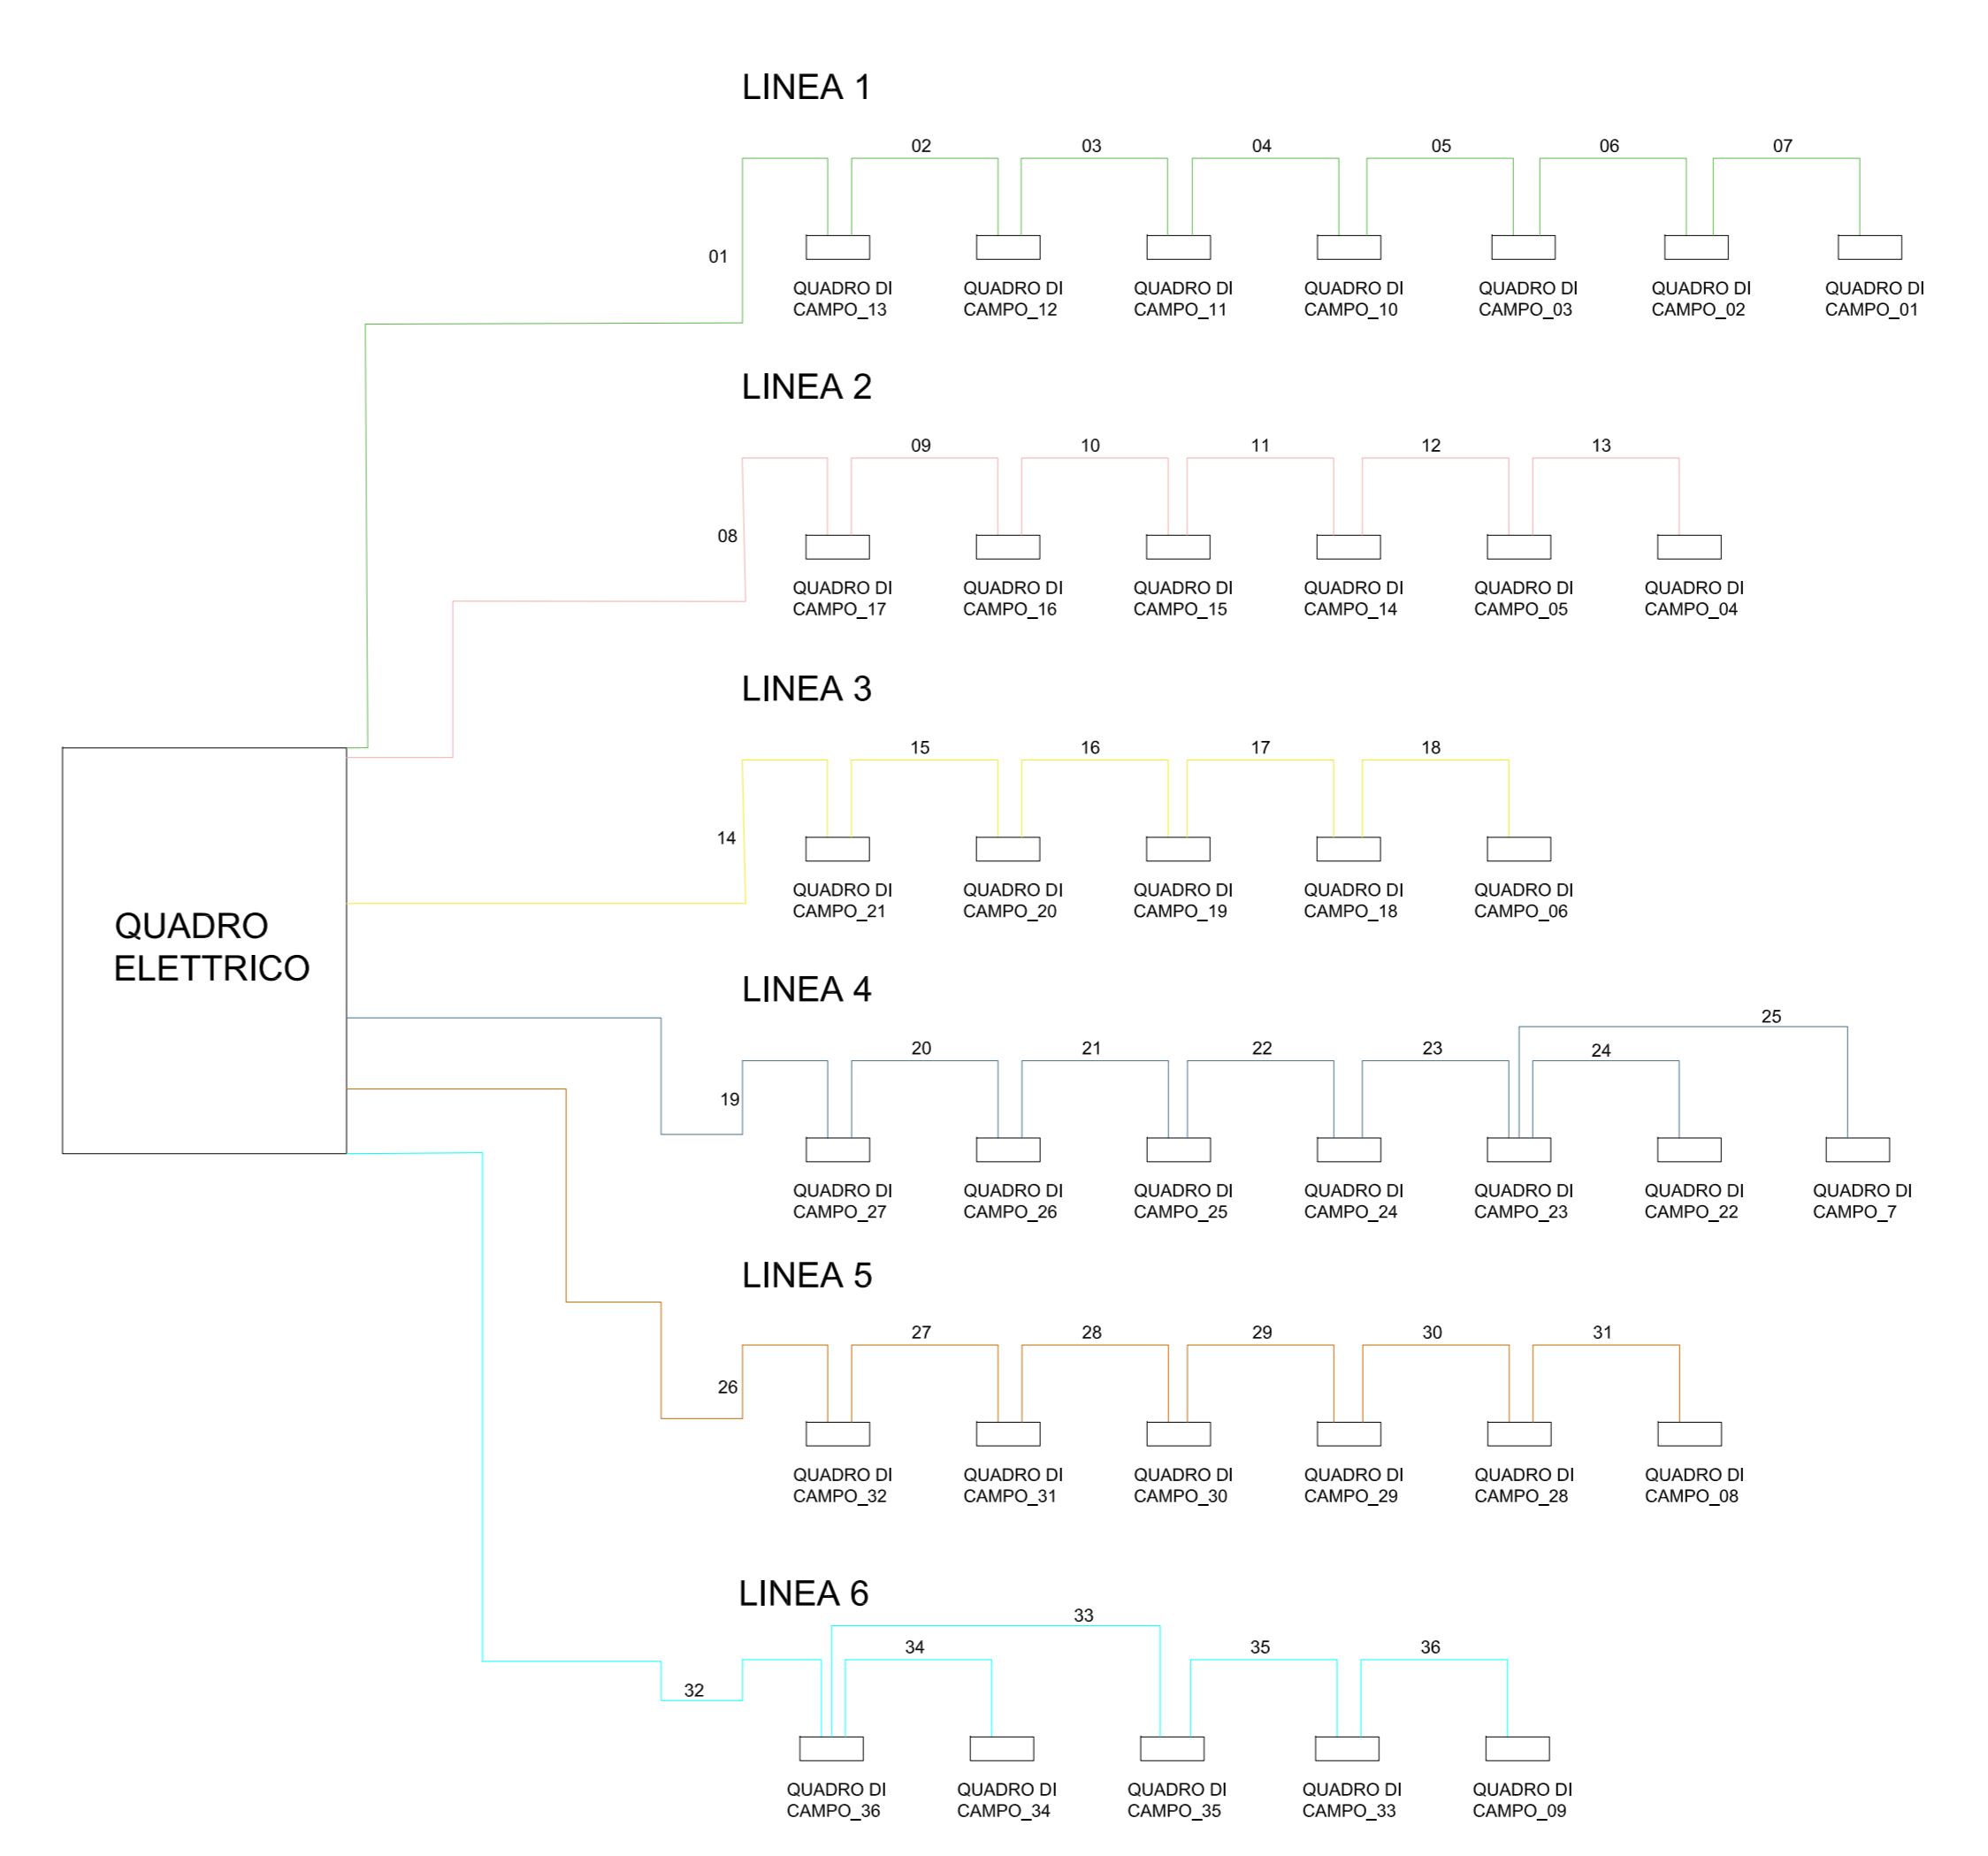 LINEA 1
02 03 04 05 06 07
01
QUADRO DI QUADRO DI QUADRO DI QUADRO DI QUADRO DI QUADRO DI QUADRO DI
CAMPO_13 CAMPO_12 CAMPO_11 CAMPO_10 CAMPO_03 CAMPO_02 CAMPO_01
LINEA 2
09 10 11 12 13
08
QUADRO DI QUADRO DI QUADRO DI QUADRO DI QUADRO DI QUADRO DI
CAMPO_17 CAMPO_16 CAMPO_15 CAMPO_14 CAMPO_05 CAMPO_04
LINEA 3
15 16 17 18
14
QUADRO DI QUADRO DI QUADRO DI QUADRO DI QUADRO DI
CAMPO_21 CAMPO_20 CAMPO_19 CAMPO_18 CAMPO_06
QUADRO
ELETTRICO
LINEA 4
25
20 21 22 23 24
19
QUADRO DI QUADRO DI QUADRO DI QUADRO DI QUADRO DI QUADRO DI QUADRO DI
CAMPO_27 CAMPO_26 CAMPO_25 CAMPO_24 CAMPO_23 CAMPO_22 CAMPO_7
LINEA 5
27 28 29 30 31
26
QUADRO DI QUADRO DI QUADRO DI QUADRO DI QUADRO DI QUADRO DI
CAMPO_32 CAMPO_31 CAMPO_30 CAMPO_29 CAMPO_28 CAMPO_08
LINEA 6
33
34 35 36
32
QUADRO DI QUADRO DI QUADRO DI QUADRO DI QUADRO DI
CAMPO_36 CAMPO_34 CAMPO_35 CAMPO_33 CAMPO_09